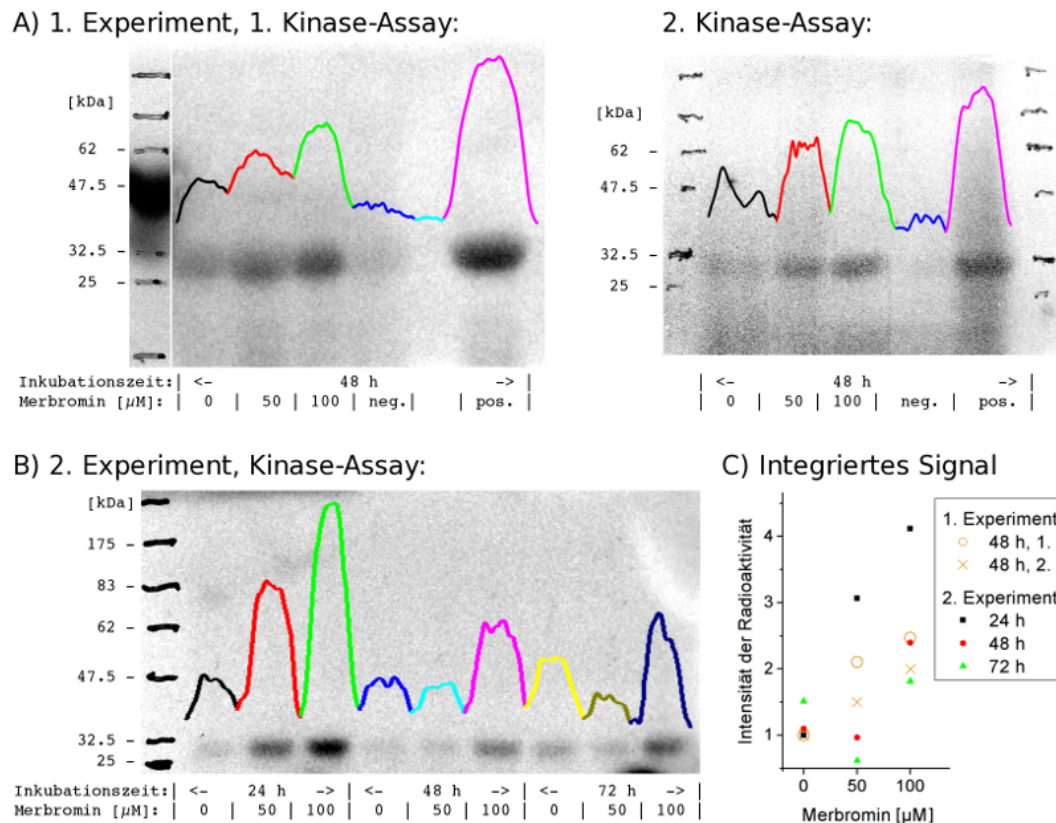 A) 1. Experiment, 1. Kinase-Assay:
[kDa]
62 –
47.5 –
32.5 –
25 –
Inkubationszeit:| <- 48 h -> |
Merbromin [µM]: | 0 | 50 | 100 | neg. | | pos. |
2. Kinase-Assay:
[kDa]
62 –
47.5 –
32.5 –
25 –
| <- 48 h -> |
| 0 | 50 | 100 | neg. | pos. |
B) 2. Experiment, Kinase-Assay:
[kDa]
175 –
83 –
62 –
47.5 –
32.5 –
25 –
Inkubationszeit:| <- 24 h -> | <- 48 h -> | <- 72 h -> |
Merbromin [µM]: | 0 | 50 | 100 | 0 | 50 | 100 | 0 | 50 | 100 |
C) Integriertes Signal
Intensität der Radioaktivität
4
3
2
1
0 50 100
Merbromin [µM]
1. Experiment
48 h, 1.
48 h, 2.
2. Experiment
24 h
48 h
72 h